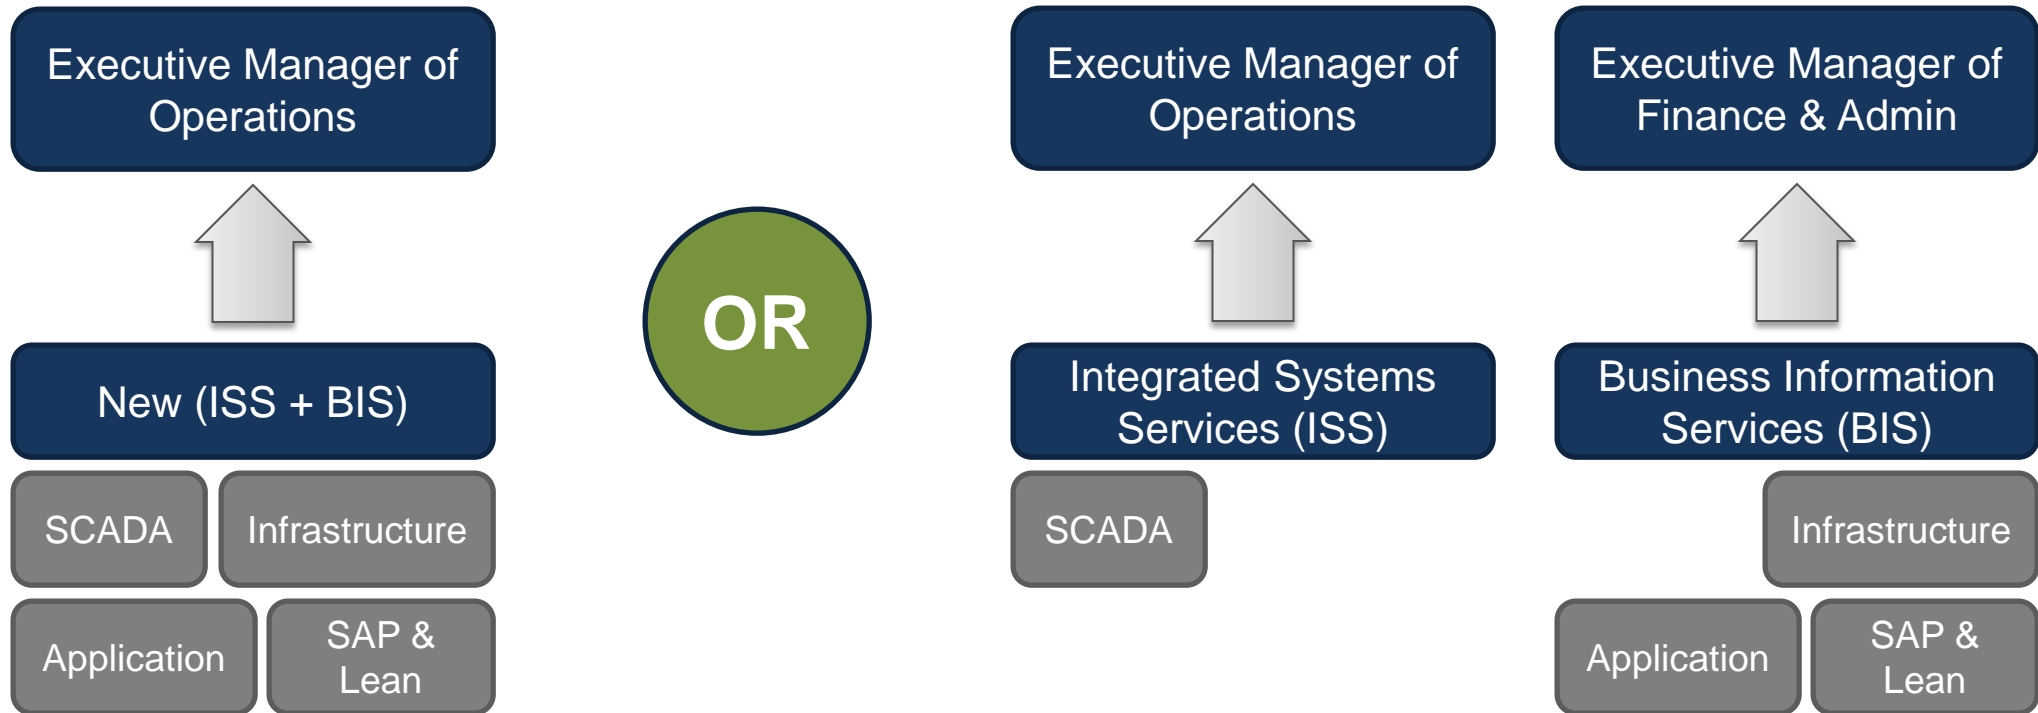 Executive Manager of
Operations
New (ISS + BIS)
SCADA
Infrastructure
Application
SAP &
Lean
OR
Executive Manager of
Operations
Integrated Systems
Services (ISS)
SCADA
Executive Manager of
Finance & Admin
Business Information
Services (BIS)
Infrastructure
Application
SAP &
Lean